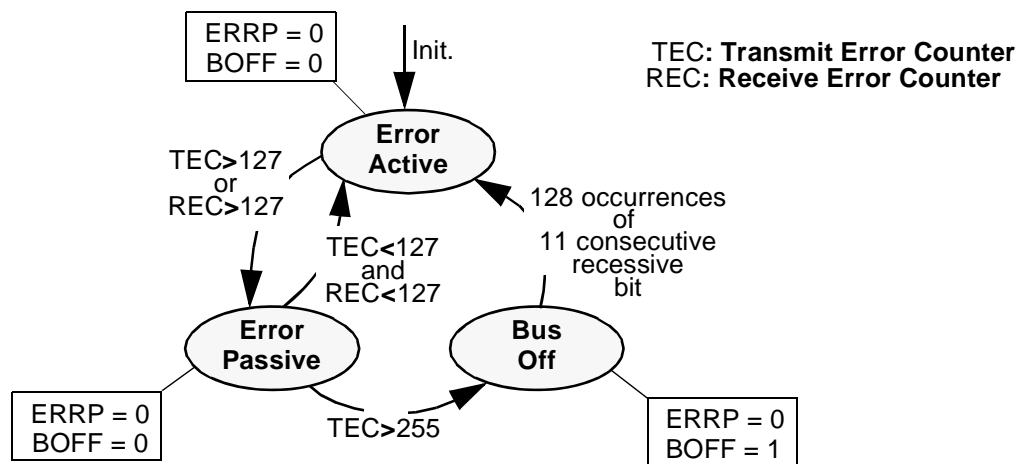 ERRP = 0
BOFF = 0
Init.
TEC: Transmit Error Counter
REC: Receive Error Counter
Error
Active
TEC>127
or
REC>127
TEC<127
and
REC<127
128 occurrences
of
11 consecutive
recessive
bit
Error
Passive
Bus
Off
ERRP = 0
BOFF = 0
TEC>255
ERRP = 0
BOFF = 1